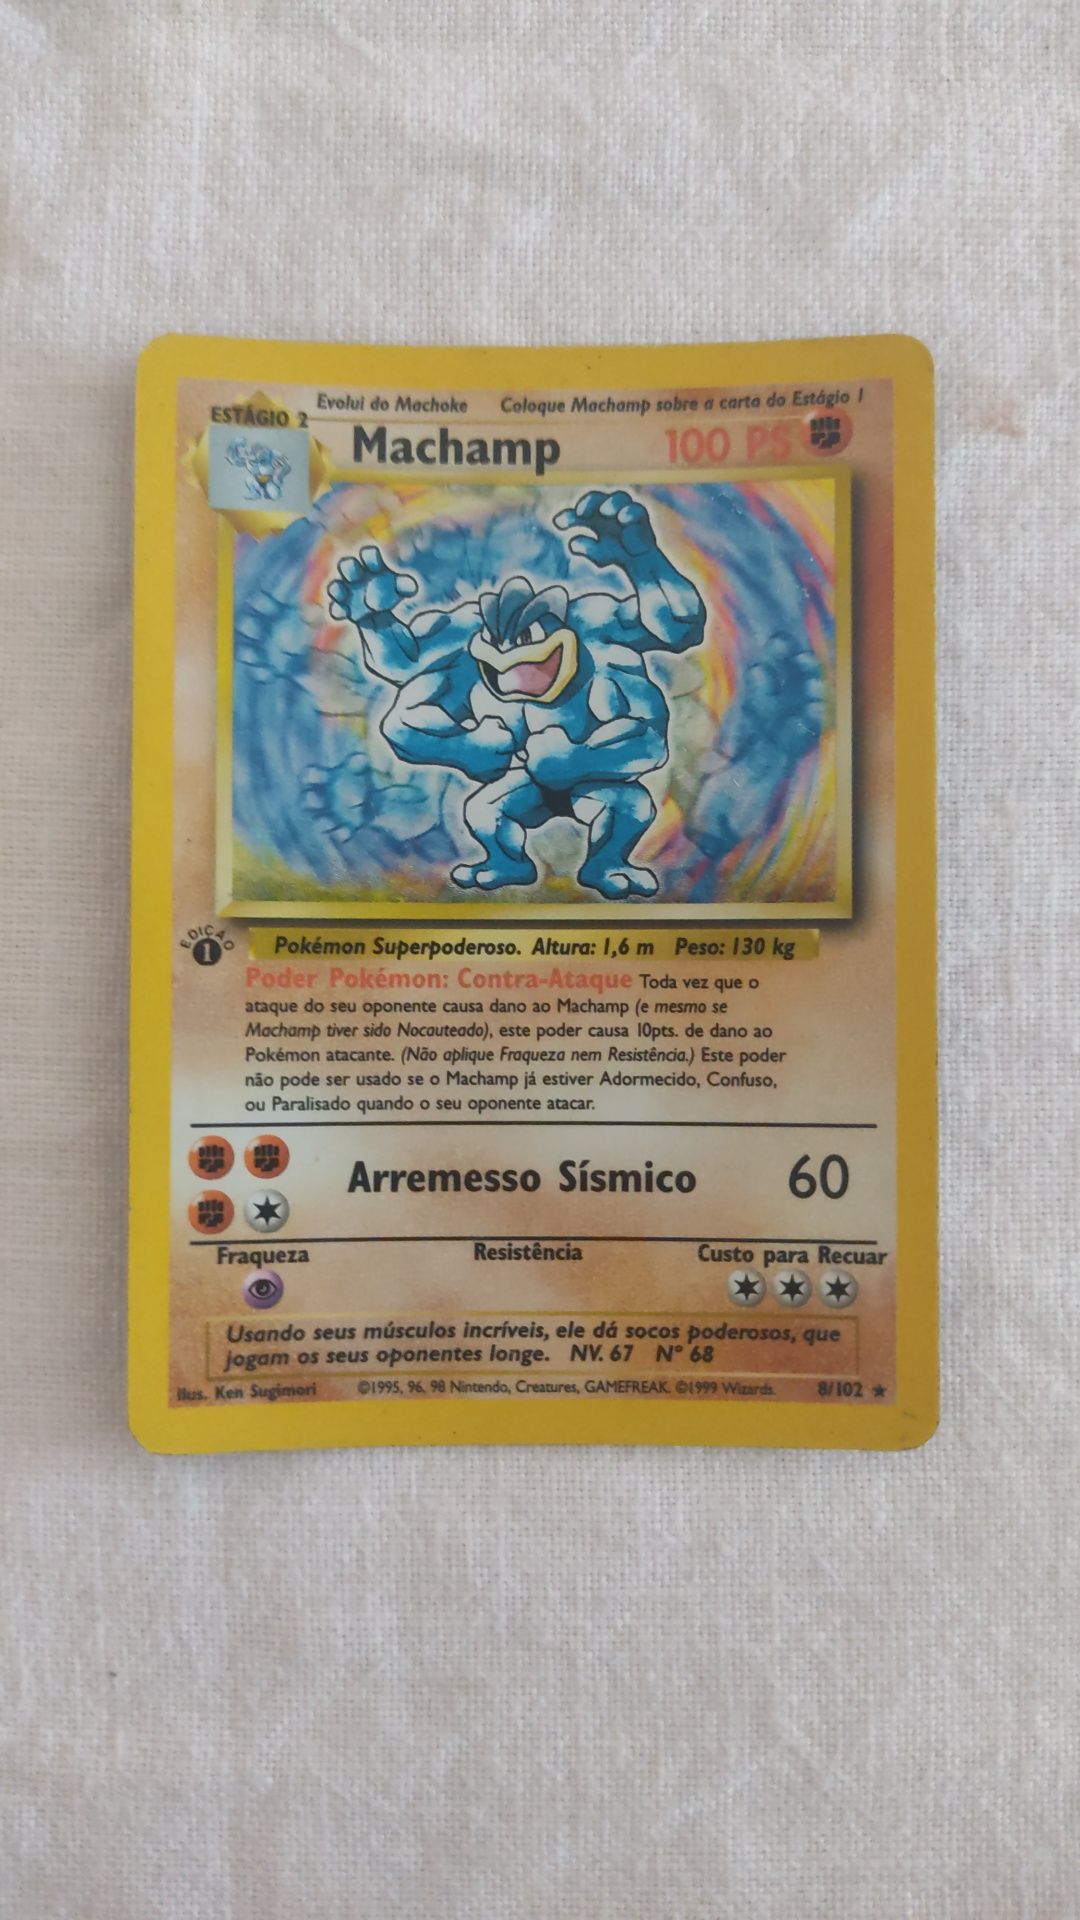 Evolui do Machoke Coloque Machamp sobre a carta do Estágio 1
ESTÁGIO 2
Machamp 100 PS
EDIÇÃO
1
Pokémon Superpoderoso. Altura: 1,6 m Peso: 130 kg
Poder Pokémon: Contra-Ataque Toda vez que o
ataque do seu oponente causa dano ao Machamp (e mesmo se
Machamp tiver sido Nocauteado), este poder causa 10pts. de dano ao
Pokémon atacante. (Não aplique Fraqueza nem Resistência.) Este poder
não pode ser usado se o Machamp já estiver Adormecido, Confuso,
ou Paralisado quando o seu oponente atacar.
Arremesso Sísmico 60
Fraqueza Resistência Custo para Recuar
Usando seus músculos incríveis, ele dá socos poderosos, que
jogam os seus oponentes longe. NV. 67 Nº 68
Ilus. Ken Sugimori ©1995, 96, 98 Nintendo, Creatures, GAMEFREAK. ©1999 Wizards. 8/102 ★